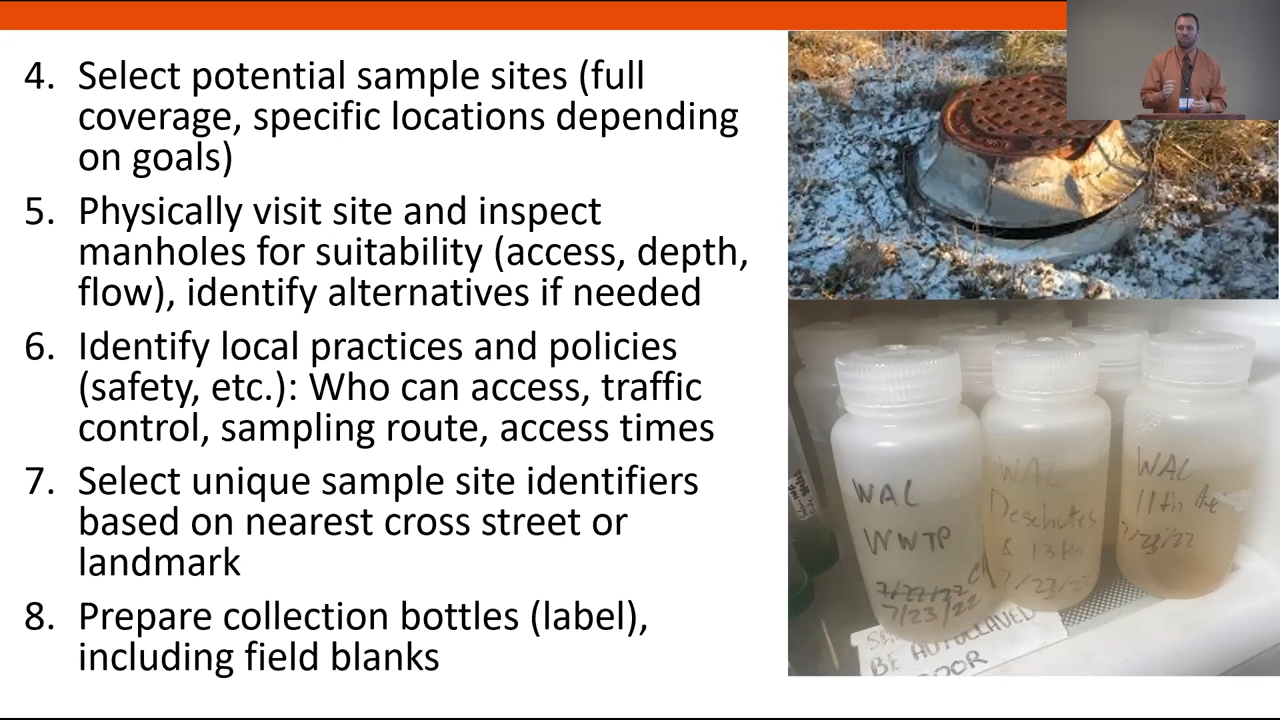 4. Select potential sample sites (full
coverage, specific locations depending
on goals)
5. Physically visit site and inspect
manholes for suitability (access, depth,
flow), identify alternatives if needed
6. Identify local practices and policies
(safety, etc.): Who can access, traffic
control, sampling route, access times
7. Select unique sample site identifiers
based on nearest cross street or
landmark
8. Prepare collection bottles (label),
including field blanks
WAL
WWTP
7/23/22
WAL
Deschutes
& 13th
7/23/22
WAL
11th Ave
7/23/22
BE AUTOCLAVED
DOOR